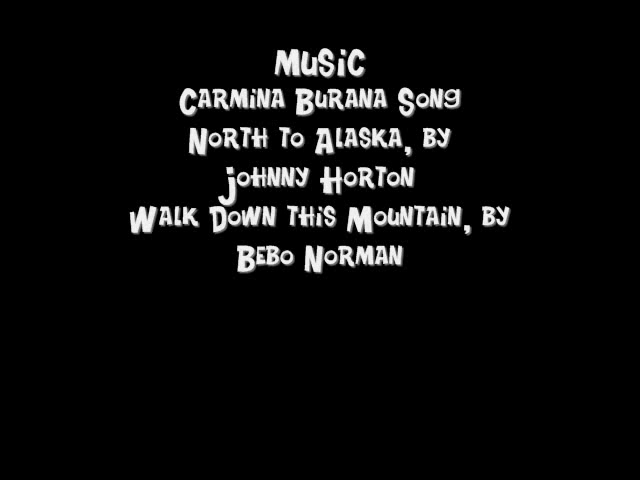 Music
Carmina Burana Song
North to Alaska, by
Johnny Horton
Walk Down this Mountain, by
Bebo Norman